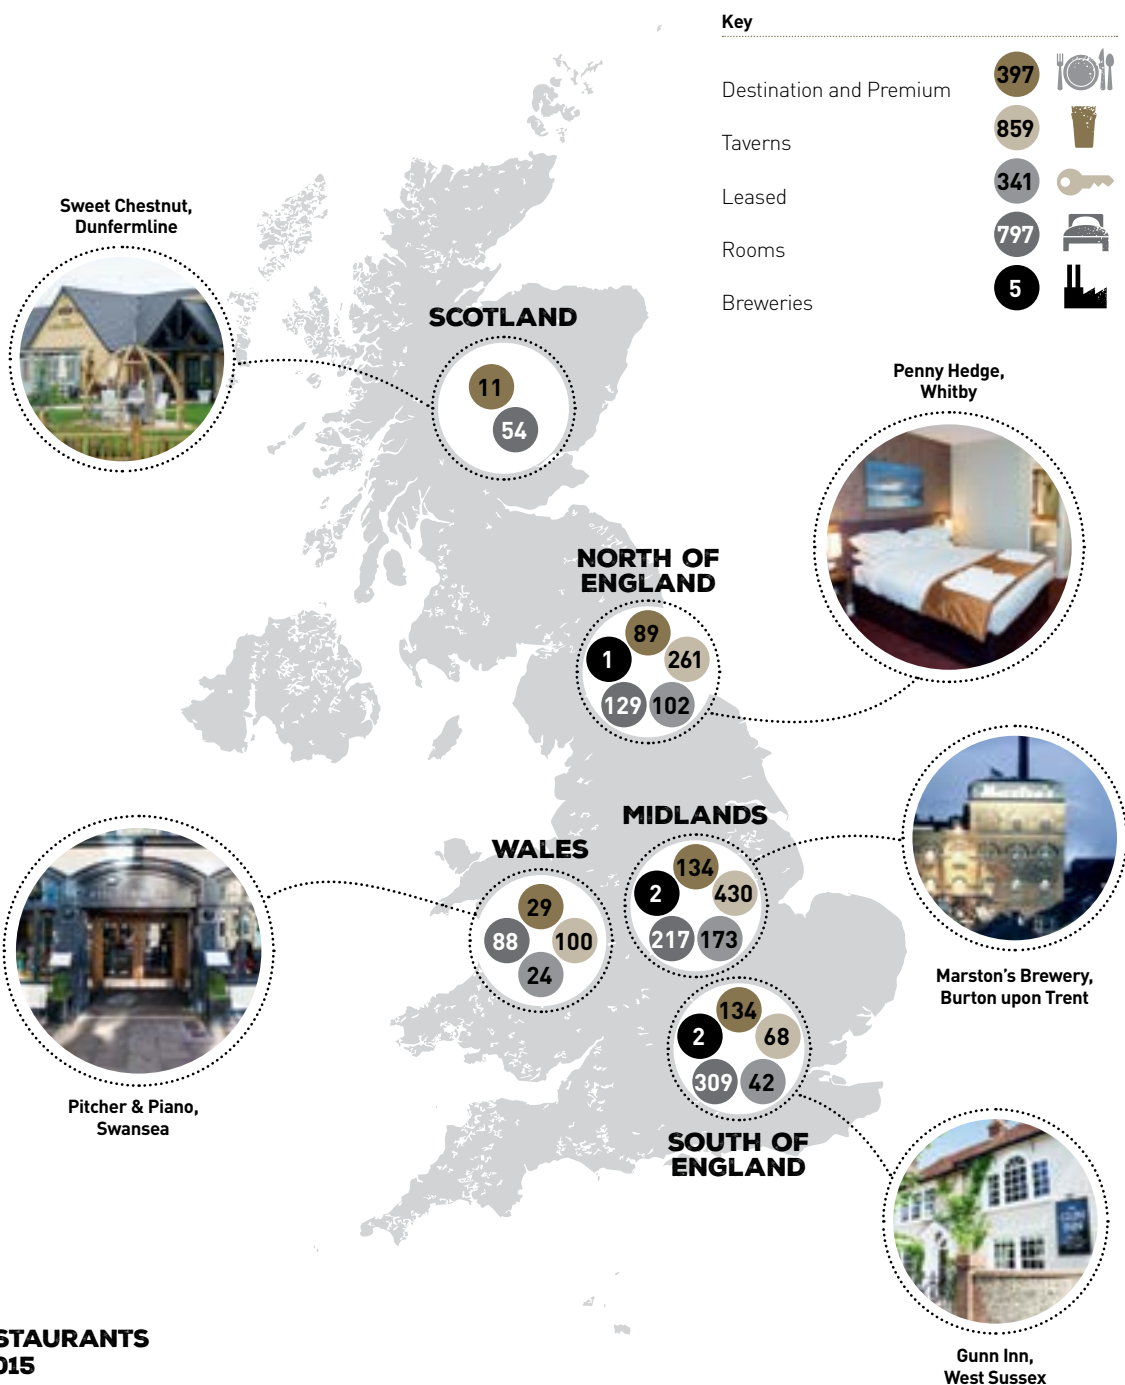 Key
Destination and Premium 397
Taverns 859
Leased 341
Rooms 797
Breweries 5
Sweet Chestnut,
Dunfermline
SCOTLAND
11
54
Penny Hedge,
Whitby
NORTH OF
ENGLAND
89
1 261
129 102
MIDLANDS
134
2 430
217 173
WALES
29
88 100
24
Marston's Brewery,
Burton upon Trent
134
2 68
309 42
SOUTH OF
ENGLAND
Pitcher & Piano,
Swansea
GUN
INN
Gunn Inn,
West Sussex
STAURANTS
015